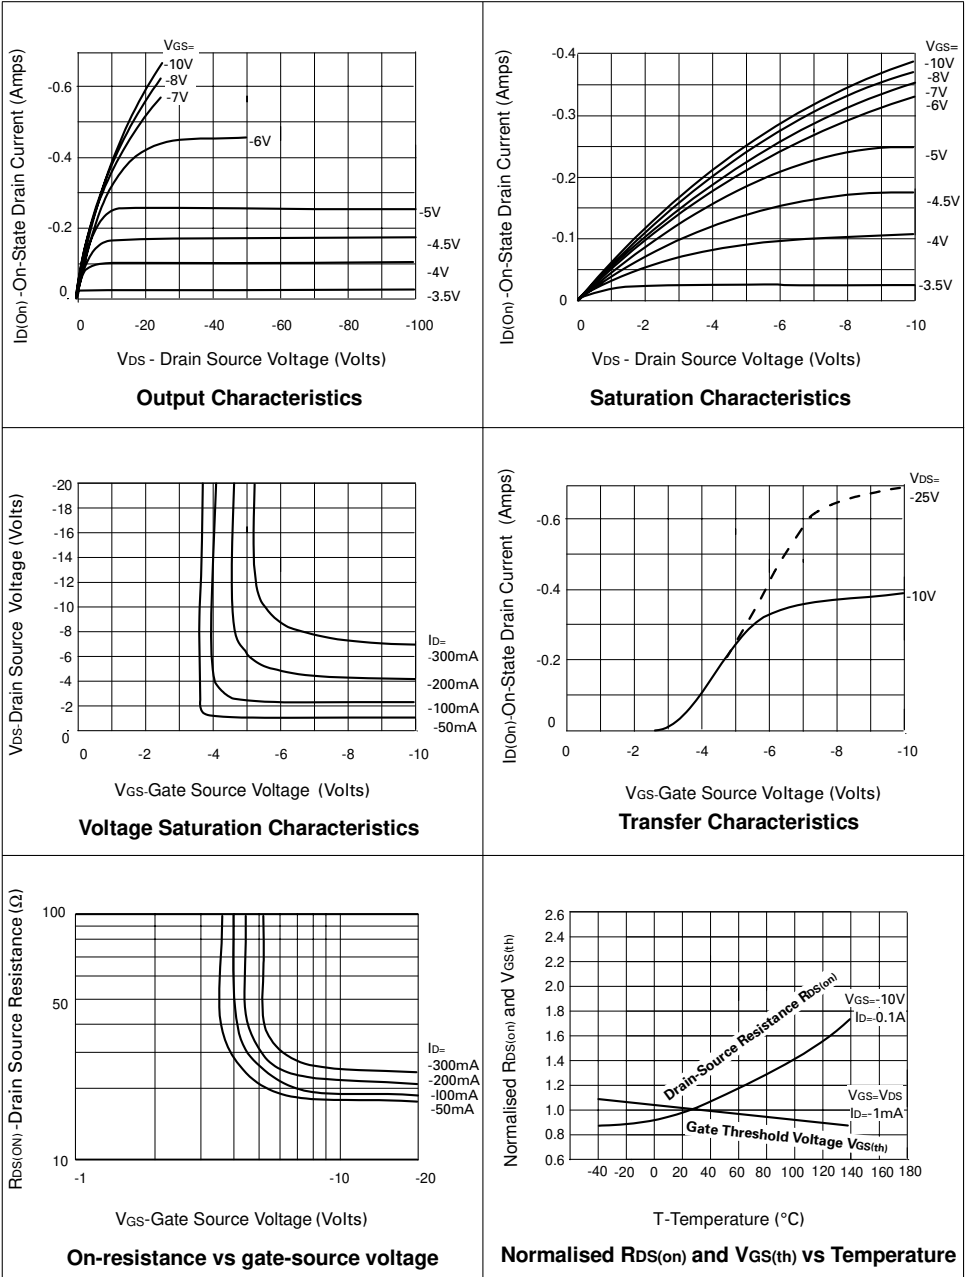 ID(On) -On-State Drain Current (Amps)
VGS=
-10V
-8V
-7V
-6V
-5V
-4.5V
-4V
-3.5V
-0.6
-0.4
-0.2
0
0 -20 -40 -60 -80 -100
VDS - Drain Source Voltage (Volts)
Output Characteristics
ID(On) -On-State Drain Current (Amps)
VGS=
-10V
-8V
-7V
-6V
-5V
-4.5V
-4V
-3.5V
-0.4
-0.3
-0.2
-0.1
0
0 -2 -4 -6 -8 -10
VDS - Drain Source Voltage (Volts)
Saturation Characteristics
VDS-Drain Source Voltage (Volts)
-20
-18
-16
-14
-12
-10
-8
-6
-4
-2
0
ID=
-300mA
-200mA
-100mA
-50mA
0 -2 -4 -6 -8 -10
VGS-Gate Source Voltage (Volts)
Voltage Saturation Characteristics
ID(On)-On-State Drain Current (Amps)
VDS=
-25V
-10V
-0.6
-0.4
-0.2
0
0 -2 -4 -6 -8 -10
VGS-Gate Source Voltage (Volts)
Transfer Characteristics
RDS(ON) -Drain Source Resistance (Ω)
100
50
10
ID=
-300mA
-200mA
-100mA
-50mA
-1 -10 -20
VGS-Gate Source Voltage (Volts)
On-resistance vs gate-source voltage
Normalised RDS(on) and VGS(th)
2.6
2.4
2.2
2.0
1.8
1.6
1.4
1.2
1.0
0.8
0.6
Drain-Source Resistance RDS(on)
VGS=-10V
ID=-0.1A
VGS=VDS
ID=-1mA
Gate Threshold Voltage VGS(th)
-40 -20 0 20 40 60 80 100 120 140 160 180
T-Temperature (°C)
Normalised RDS(on) and VGS(th) vs Temperature